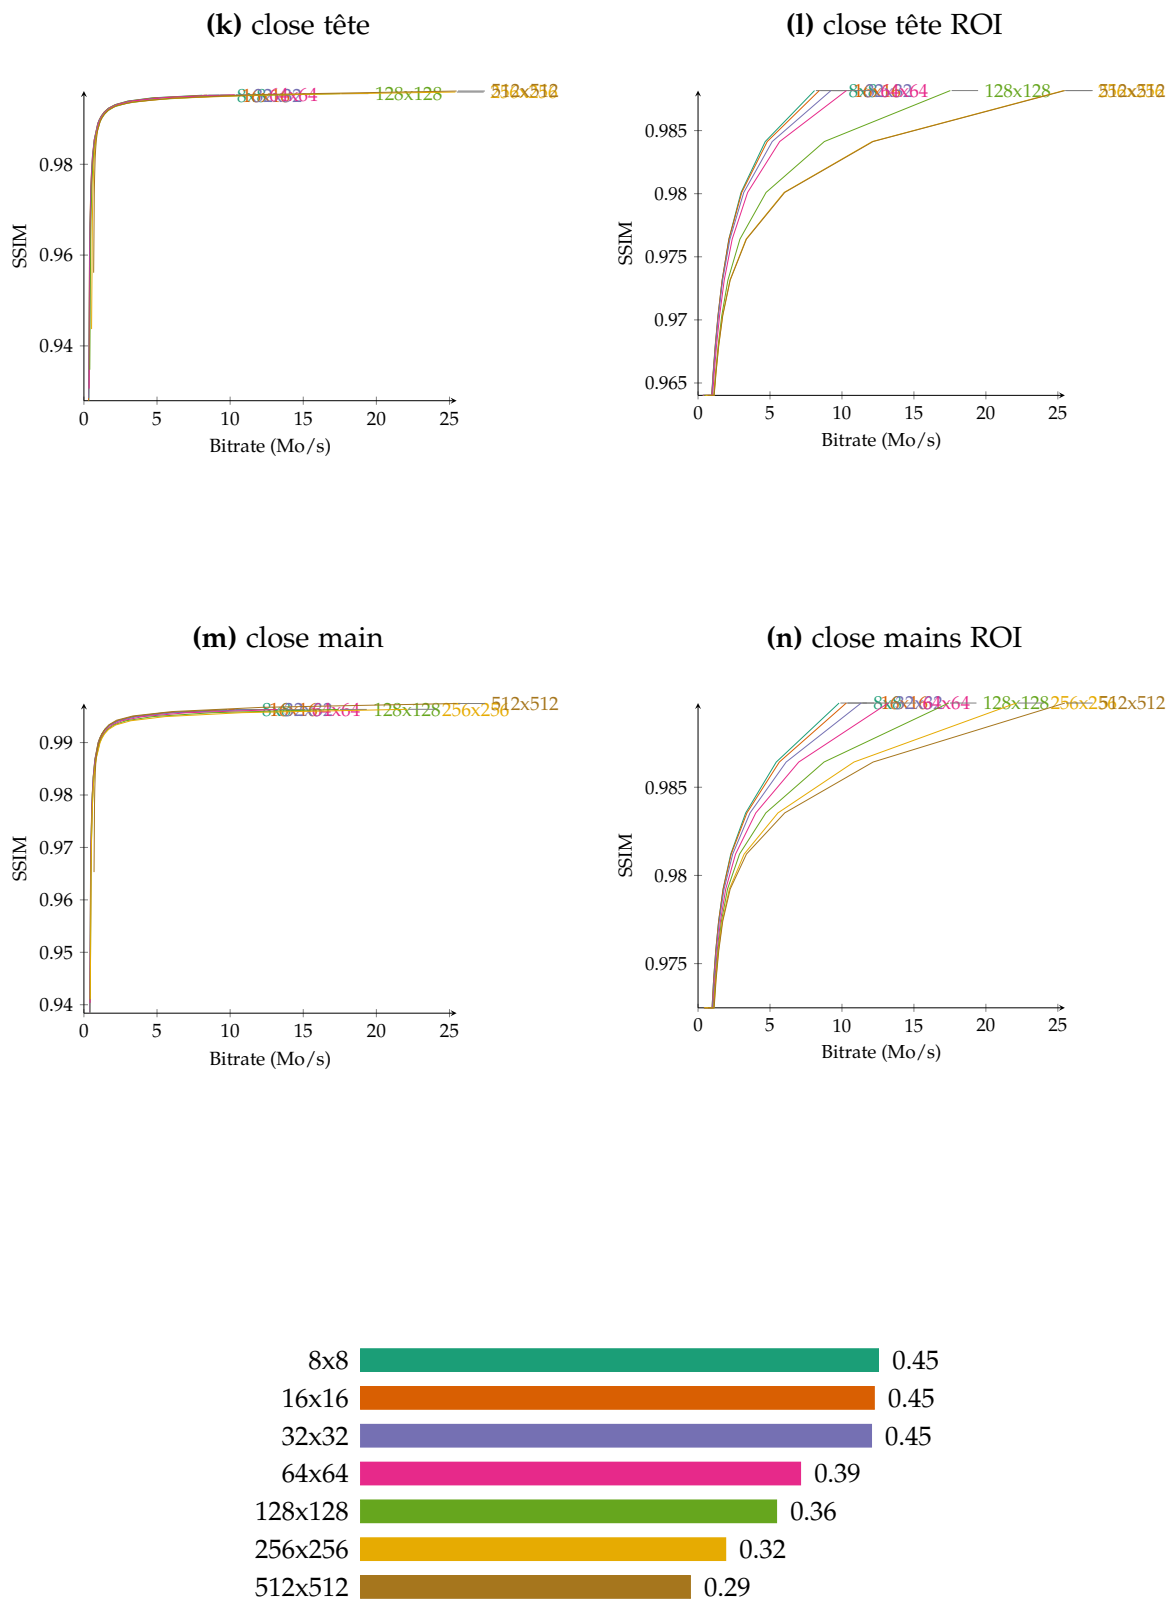 (k) close tête
(l) close tête ROI
128x128
0.98
0.96
0.94
SSIM
0 5 10 15 20 25
Bitrate (Mo/s)
128x128
0.985
0.98
0.975
0.97
0.965
SSIM
0 5 10 15 20 25
Bitrate (Mo/s)
(m) close main
(n) close mains ROI
128x128 256x256 512x512
0.99
0.98
0.97
0.96
0.95
0.94
SSIM
0 5 10 15 20 25
Bitrate (Mo/s)
128x128 256x256 512x512
0.985
0.98
0.975
SSIM
0 5 10 15 20 25
Bitrate (Mo/s)
8x8 0.45
16x16 0.45
32x32 0.45
64x64 0.39
128x128 0.36
256x256 0.32
512x512 0.29